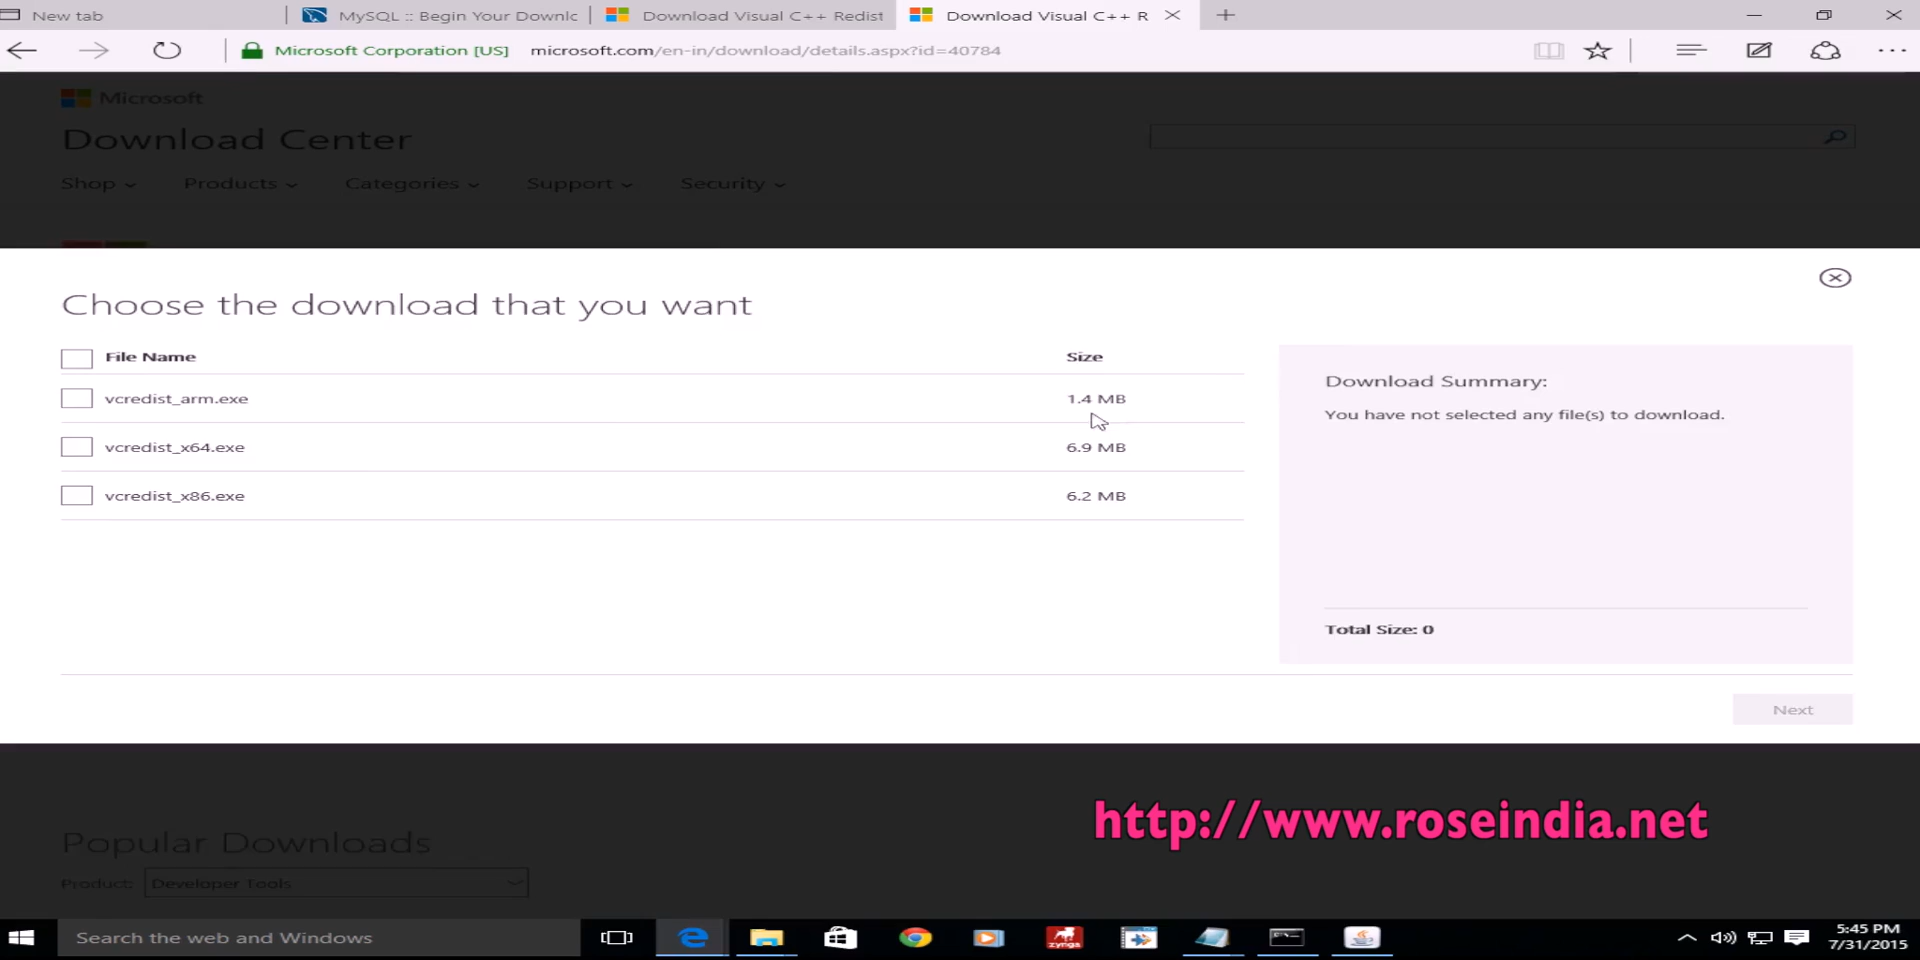 New tab
MySQL :: Begin Your Downlc
Download Visual C++ Redist
Download Visual C++ R
Microsoft Corporation [US]
microsoft.com/en-in/download/details.aspx?id=40784
Microsoft
Download Center
Shop
Products
Categories
Support
Security
Choose the download that you want
File Name
Size
vcredist_arm.exe
1.4 MB
vcredist_x64.exe
6.9 MB
vcredist_x86.exe
6.2 MB
Download Summary:
You have not selected any file(s) to download.
Total Size: 0
Next
Popular Downloads
Product:
Developer Tools
http://www.roseindia.net
Search the web and Windows
zynga
5:45 PM
7/31/2015